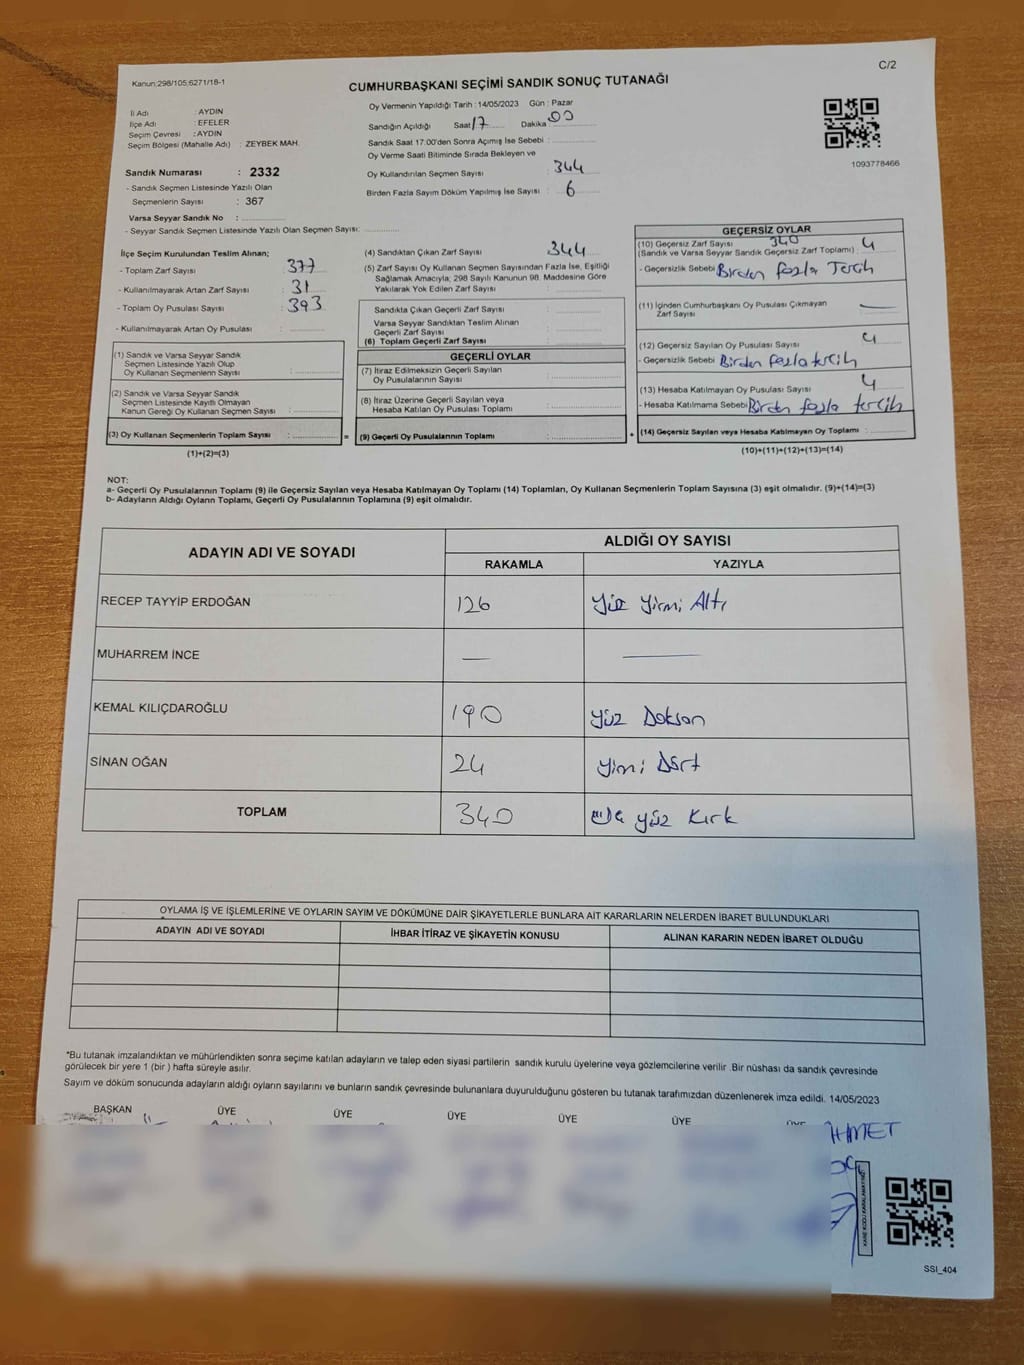 C/2
Kanun:298/105;6271/18-1
CUMHURBAŞKANI SEÇİMİ SANDIK SONUÇ TUTANAĞI
1093778466
İl Adı : AYDIN
İlçe Adı : EFELER
Seçim Çevresi : AYDIN
Seçim Bölgesi (Mahalle Adı) : ZEYBEK MAH.
Sandık Numarası : 2332
- Sandık Seçmen Listesinde Yazılı Olan
Seçmenlerin Sayısı : 367
Varsa Seyyar Sandık No :
- Seyyar Sandık Seçmen Listesinde Yazılı Olan Seçmen Sayısı:
Oy Vermenin Yapıldığı Tarih : 14/05/2023 Gün : Pazar
Sandığın Açıldığı Saat 17 Dakika 00
Sandık Saat 17.00'den Sonra Açımış İse Sebebi :
Oy Verme Saati Bitiminde Sırada Bekleyen ve
Oy Kullandırılan Seçmen Sayısı : 344
Birden Fazla Sayım Döküm Yapılmış İse Sayısı : 6
İlçe Seçim Kurulundan Teslim Alınan;
- Toplam Zarf Sayısı : 377
- Kullanılmayarak Artan Zarf Sayısı : 31
- Toplam Oy Pusulası Sayısı : 393
- Kullanılmayarak Artan Oy Pusulası :
(1) Sandık ve Varsa Seyyar Sandık
Seçmen Listesinde Yazılı Olup
Oy Kullanan Seçmenlerin Sayısı :
(2) Sandık ve Varsa Seyyar Sandık
Seçmen Listesinde Kayıtlı Olmayan
Kanun Gereği Oy Kullanan Seçmen Sayısı :
(3) Oy Kullanan Seçmenlerin Toplam Sayısı : =
(1)+(2)=(3)
(4) Sandıktan Çıkan Zarf Sayısı : 344
(5) Zarf Sayısı Oy Kullanan Seçmen Sayısından Fazla İse, Eşitliği
Sağlamak Amacıyla; 298 Sayılı Kanunun 98. Maddesine Göre
Yakılarak Yok Edilen Zarf Sayısı :
Sandıkta Çıkan Geçerli Zarf Sayısı :
Varsa Seyyar Sandıktan Teslim Alınan
Geçerli Zarf Sayısı :
(6) Toplam Geçerli Zarf Sayısı :
GEÇERLİ OYLAR
(7) İtiraz Edilmeksizin Geçerli Sayılan
Oy Pusulalarının Sayısı :
(8) İtiraz Üzerine Geçerli Sayılan veya
Hesaba Katılan Oy Pusulası Toplamı :
(9) Geçerli Oy Pusulalarının Toplamı : +
GEÇERSİZ OYLAR
(10) Geçersiz Zarf Sayısı 340
(Sandık ve Varsa Seyyar Sandık Geçersiz Zarf Toplamı) : 4
- Geçersizlik Sebebi Birden fazla Tercih
(11) İçinden Cumhurbaşkanı Oy Pusulası Çıkmayan
Zarf Sayısı : —
(12) Geçersiz Sayılan Oy Pusulası Sayısı : 4
- Geçersizlik Sebebi Birden fazla tercih
(13) Hesaba Katılmayan Oy Pusulası Sayısı : 4
- Hesaba Katılmama Sebebi Birden fazla tercih
(14) Geçersiz Sayılan veya Hesaba Katılmayan Oy Toplamı :
(10)+(11)+(12)+(13)=(14)
NOT:
a- Geçerli Oy Pusulalarının Toplamı (9) ile Geçersiz Sayılan veya Hesaba Katılmayan Oy Toplamı (14) Toplamları, Oy Kullanan Seçmenlerin Toplam Sayısına (3) eşit olmalıdır. (9)+(14)=(3)
b- Adayların Aldığı Oyların Toplamı, Geçerli Oy Pusulalarının Toplamına (9) eşit olmalıdır.
ADAYIN ADI VE SOYADI ALDIĞI OY SAYISI
RAKAMLA YAZIYLA
RECEP TAYYİP ERDOĞAN 126 Yüz Yirmi Altı
MUHARREM İNCE — —
KEMAL KILIÇDAROĞLU 190 Yüz Doksan
SİNAN OĞAN 24 Yirmi Dört
TOPLAM 340 yüz Kırk
OYLAMA İŞ VE İŞLEMLERİNE VE OYLARIN SAYIM VE DÖKÜMÜNE DAİR ŞİKAYETLERLE BUNLARA AİT KARARLARIN NELERDEN İBARET BULUNDUKLARI
ADAYIN ADI VE SOYADI İHBAR İTİRAZ VE ŞİKAYETİN KONUSU ALINAN KARARIN NEDEN İBARET OLDUĞU
*Bu tutanak imzalandıktan ve mühürlendikten sonra seçime katılan adayların ve talep eden siyasi partilerin sandık kurulu üyelerine veya gözlemcilerine verilir .Bir nüshası da sandık çevresinde
görülecek bir yere 1 (bir ) hafta süreyle asılır.
Sayım ve döküm sonucunda adayların aldığı oyların sayılarını ve bunların sandık çevresinde bulunanlara duyurulduğunu gösteren bu tutanak tarafımızdan düzenlenerek imza edildi. 14/05/2023
BAŞKAN ÜYE ÜYE ÜYE ÜYE ÜYE ÜYE
SSI_404